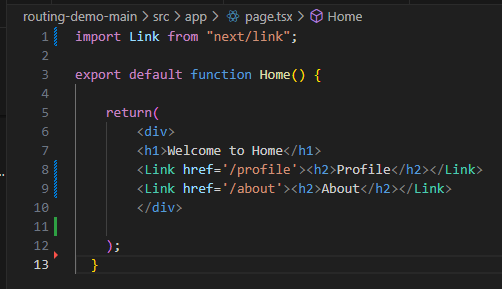 routing-demo-main > src > app > page.tsx > Home
1 import Link from "next/link";
2
3 export default function Home() {
4
5 return(
6 <div>
7 <h1>Welcome to Home</h1>
8 <Link href='/profile'><h2>Profile</h2></Link>
9 <Link href='/about'><h2>About</h2></Link>
10 </div>
11
12 );
13 }